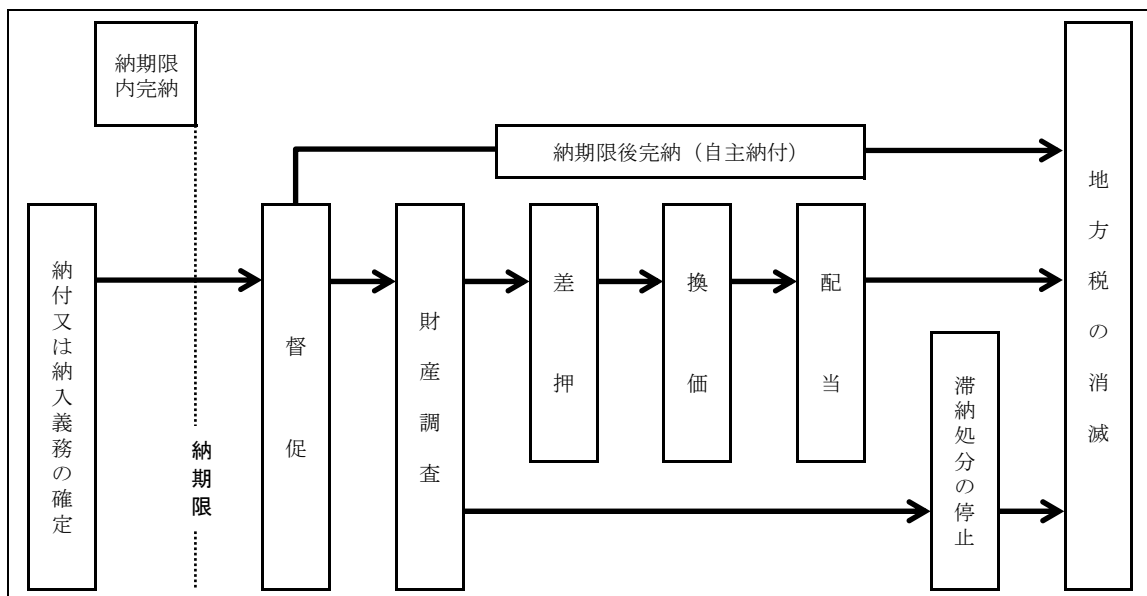 納期限
内完納
納期限後完納（自主納付）
納付又は納入義務の確定
納期限
督促
財産調査
差押
換価
配当
滞納処分の停止
地方税の消滅